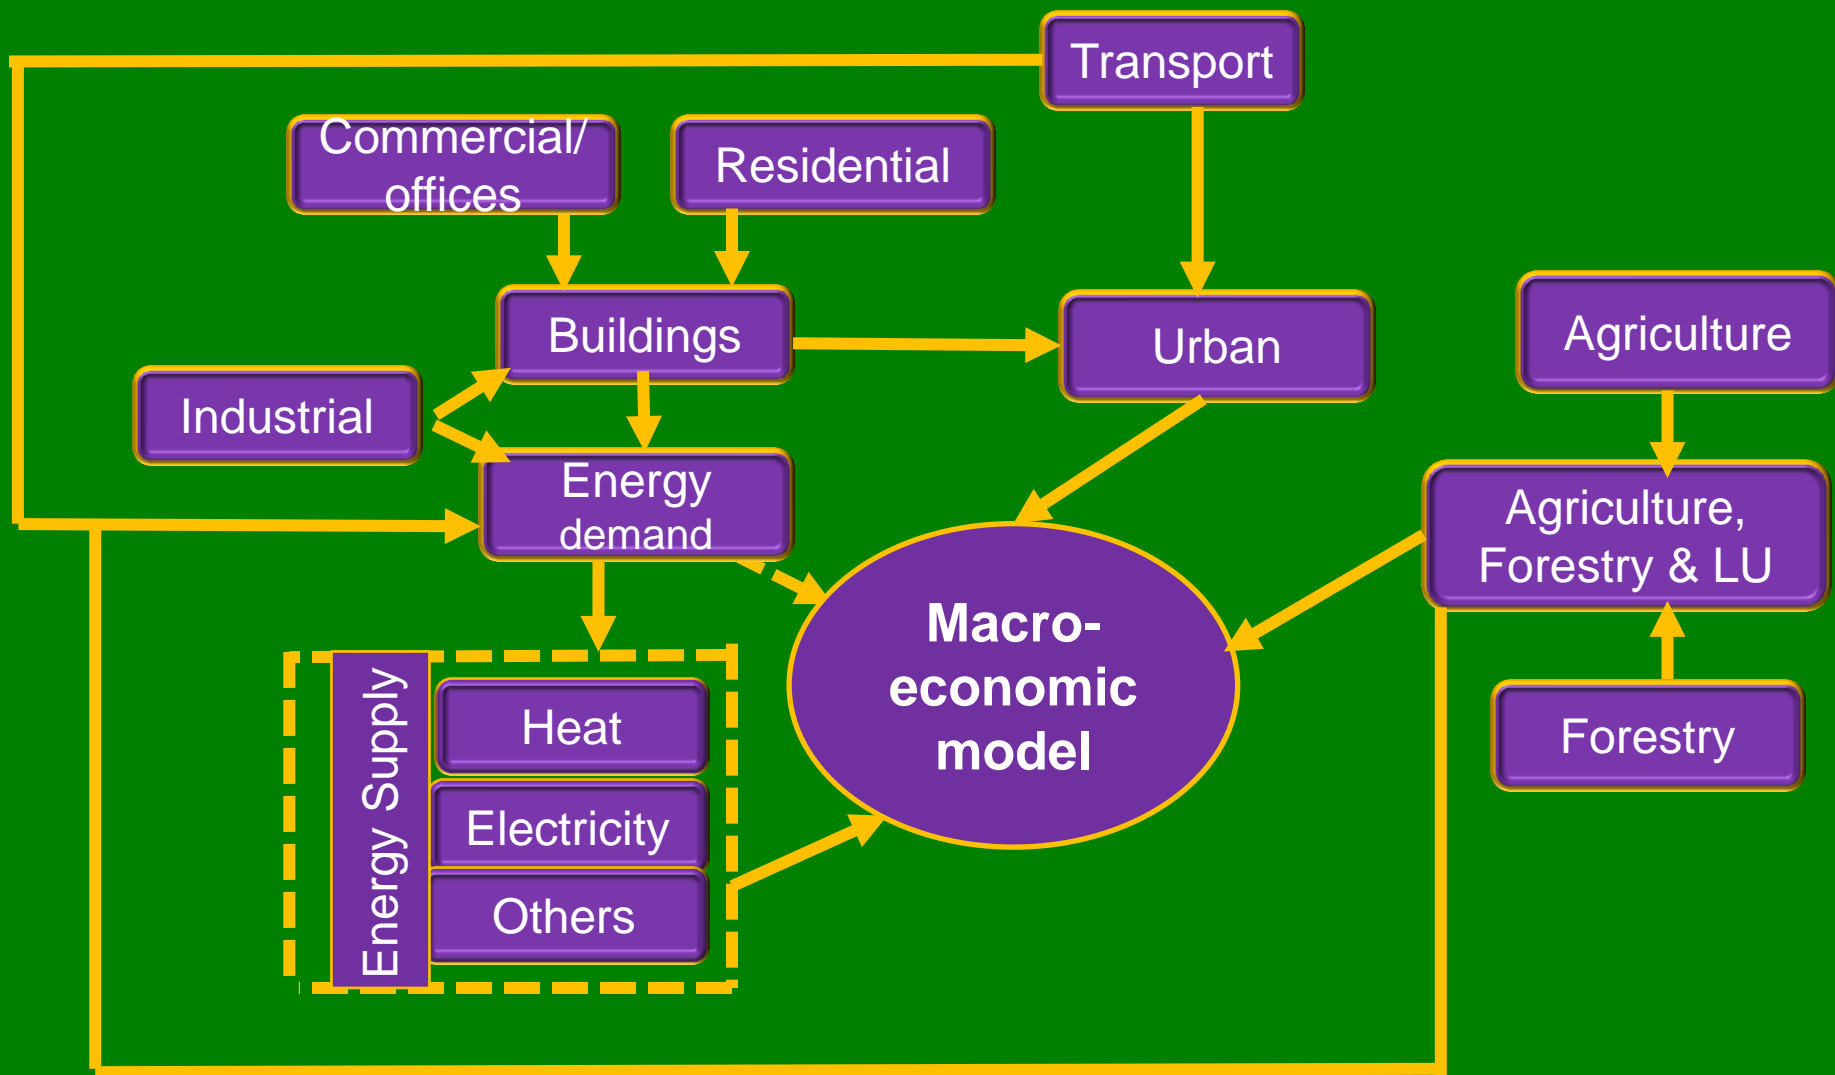 Transport
Commercial/
offices
Residential
Buildings
Urban
Agriculture
Industrial
Energy
demand
Agriculture,
Forestry & LU
Macro-
economic
model
Energy Supply
Heat
Electricity
Others
Forestry